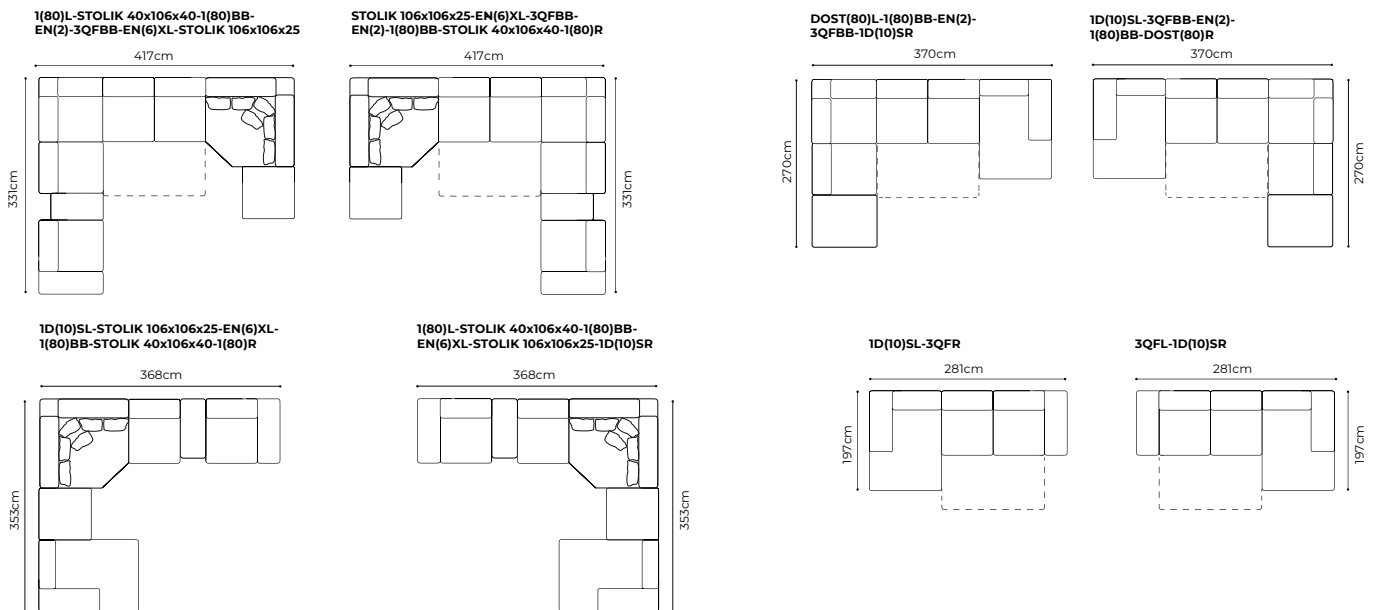 1(80)L-STOLIK 40x106x40-1(80)BB-
EN(2)-3QFBB-EN(6)XL-STOLIK 106x106x25
417cm
331cm
STOLIK 106x106x25-EN(6)XL-3QFBB-
EN(2)-1(80)BB-STOLIK 40x106x40-1(80)R
417cm
331cm
DOST(80)L-1(80)BB-EN(2)-
3QFBB-1D(10)SR
370cm
270cm
1D(10)SL-3QFBB-EN(2)-
1(80)BB-DOST(80)R
370cm
270cm
1D(10)SL-STOLIK 106x106x25-EN(6)XL-
1(80)BB-STOLIK 40x106x40-1(80)R
368cm
353cm
1(80)L-STOLIK 40x106x40-1(80)BB-
EN(6)XL-STOLIK 106x106x25-1D(10)SR
368cm
353cm
1D(10)SL-3QFR
281cm
197cm
3QFL-1D(10)SR
281cm
197cm